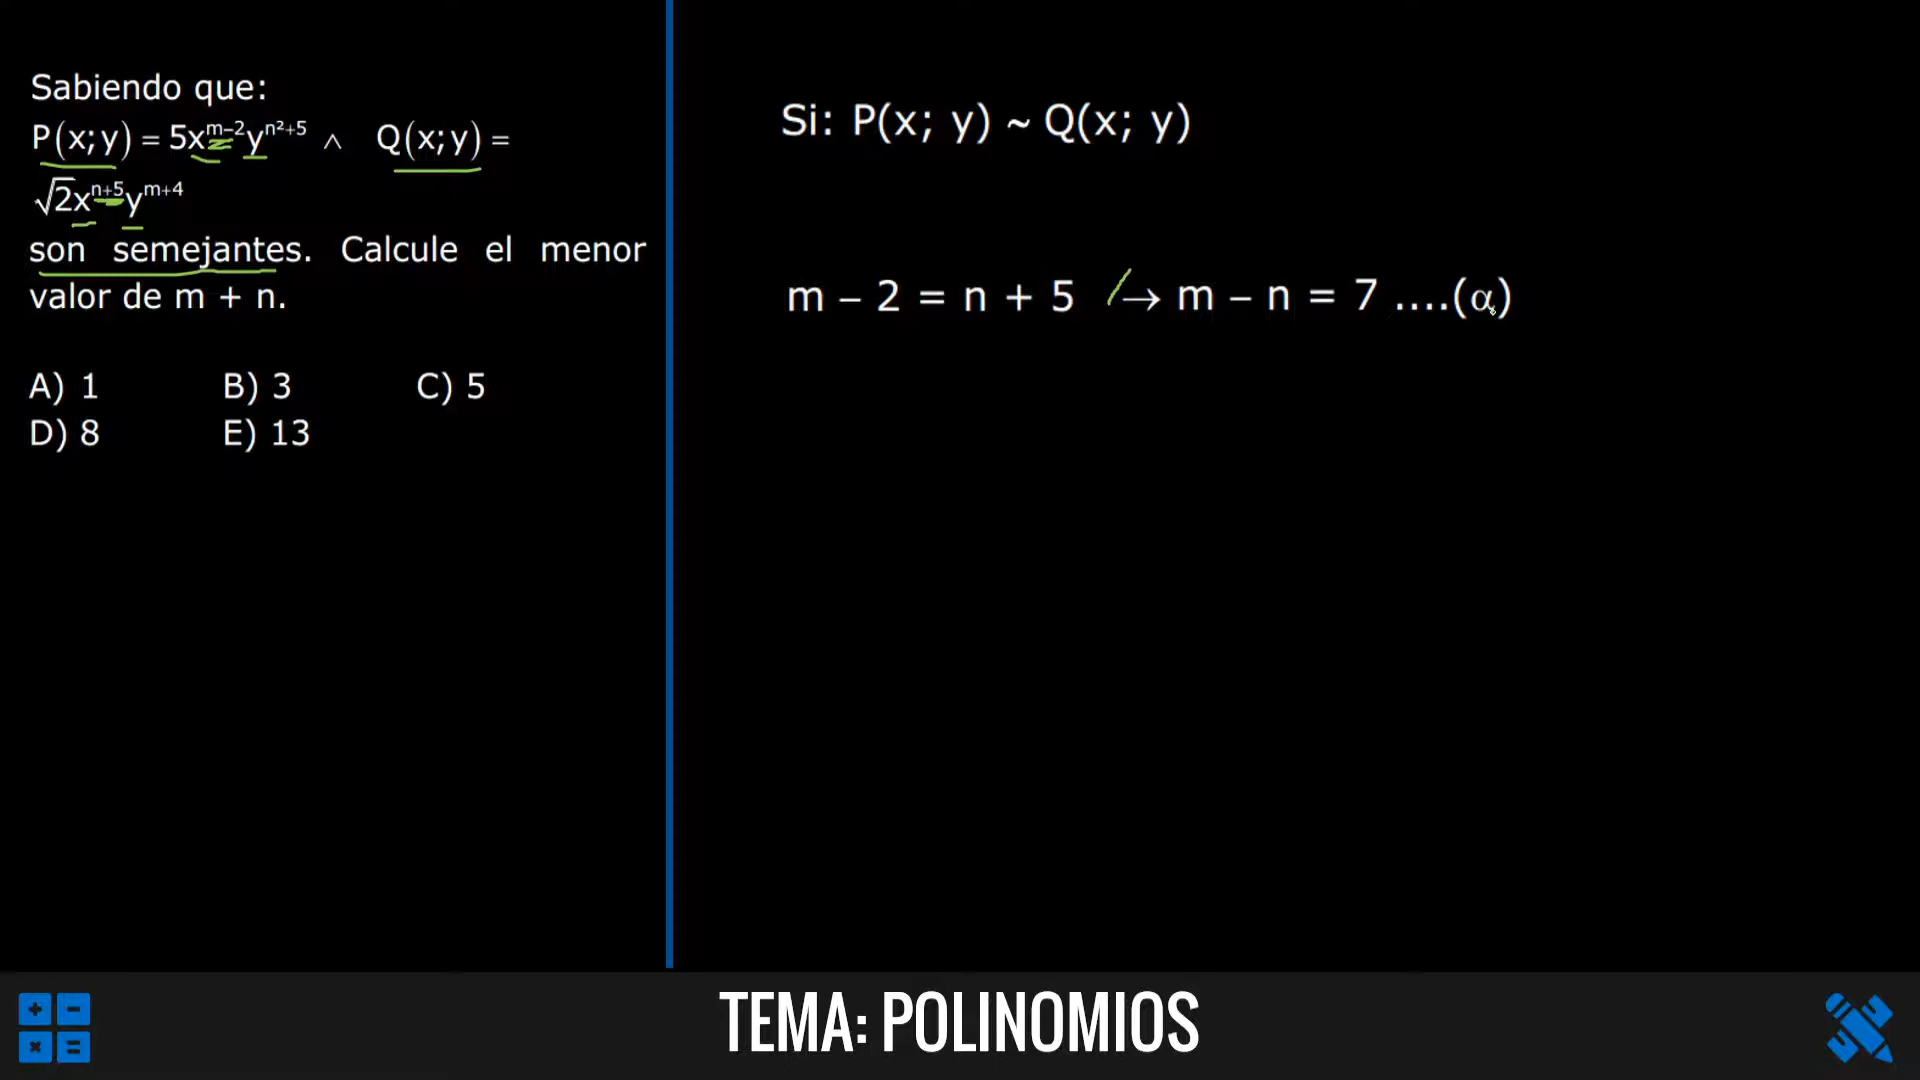 Sabiendo que:
P(x;y) = 5x^{m−2}y^{n²+5} ∧ Q(x;y) =
√2x^{n+5}y^{m+4}
son semejantes. Calcule el menor
valor de m + n.
A) 1 B) 3 C) 5
D) 8 E) 13
Si: P(x; y) ~ Q(x; y)
m – 2 = n + 5 → m – n = 7 ....(α)
TEMA: POLINOMIOS